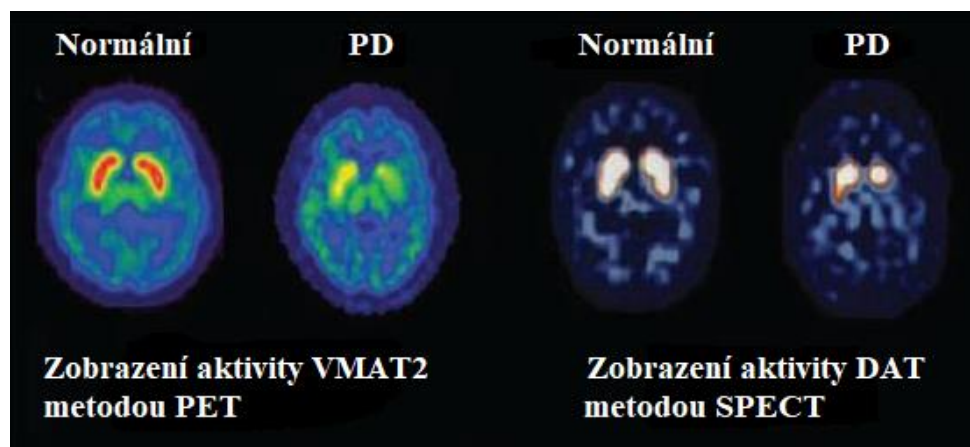 Normální PD Normální PD
Zobrazení aktivity VMAT2
metodou PET
Zobrazení aktivity DAT
metodou SPECT